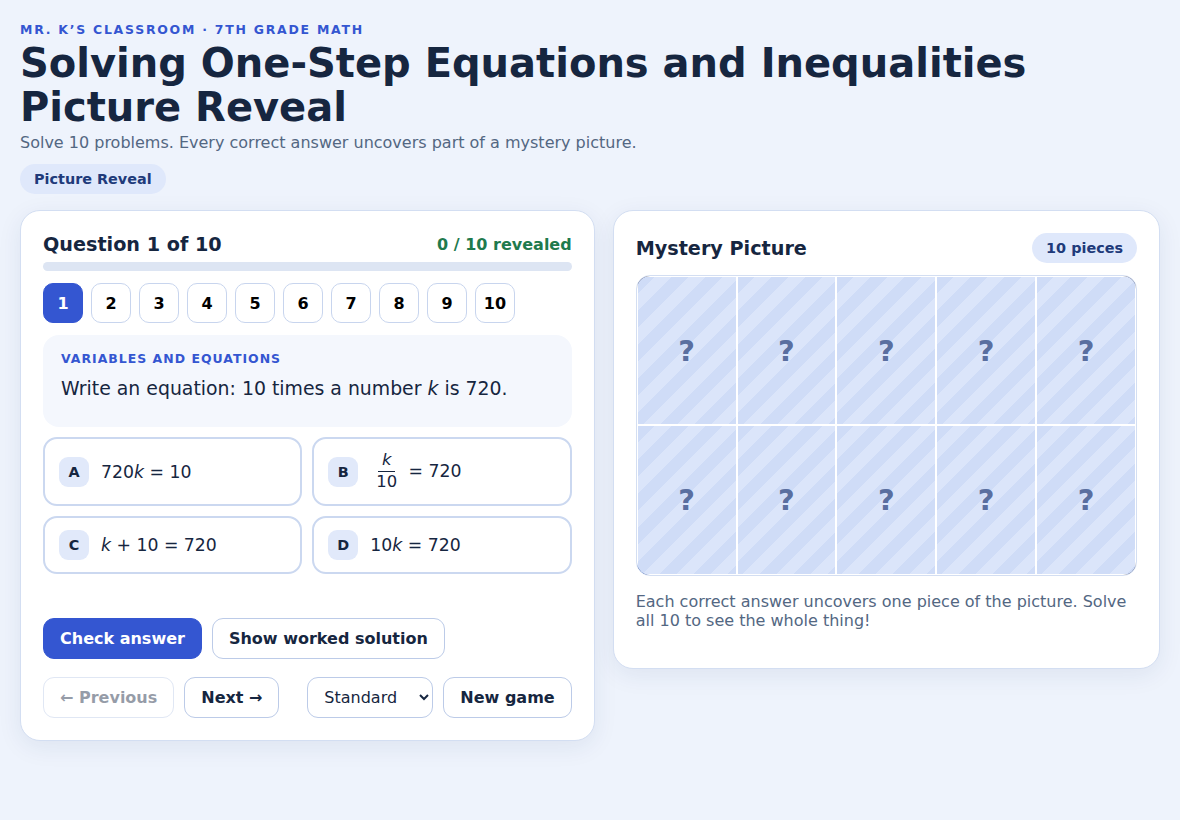 MR. K’S CLASSROOM · 7TH GRADE MATH
Solving One-Step Equations and Inequalities
Picture Reveal
Solve 10 problems. Every correct answer uncovers part of a mystery picture.
Picture Reveal
Question 1 of 10
0 / 10 revealed
1 2 3 4 5 6 7 8 9 10
VARIABLES AND EQUATIONS
Write an equation: 10 times a number k is 720.
A 720k = 10
B k/10 = 720
C k + 10 = 720
D 10k = 720
Check answer
Show worked solution
← Previous
Next →
Standard
New game
Mystery Picture
10 pieces
? ? ? ? ?
? ? ? ? ?
Each correct answer uncovers one piece of the picture. Solve
all 10 to see the whole thing!